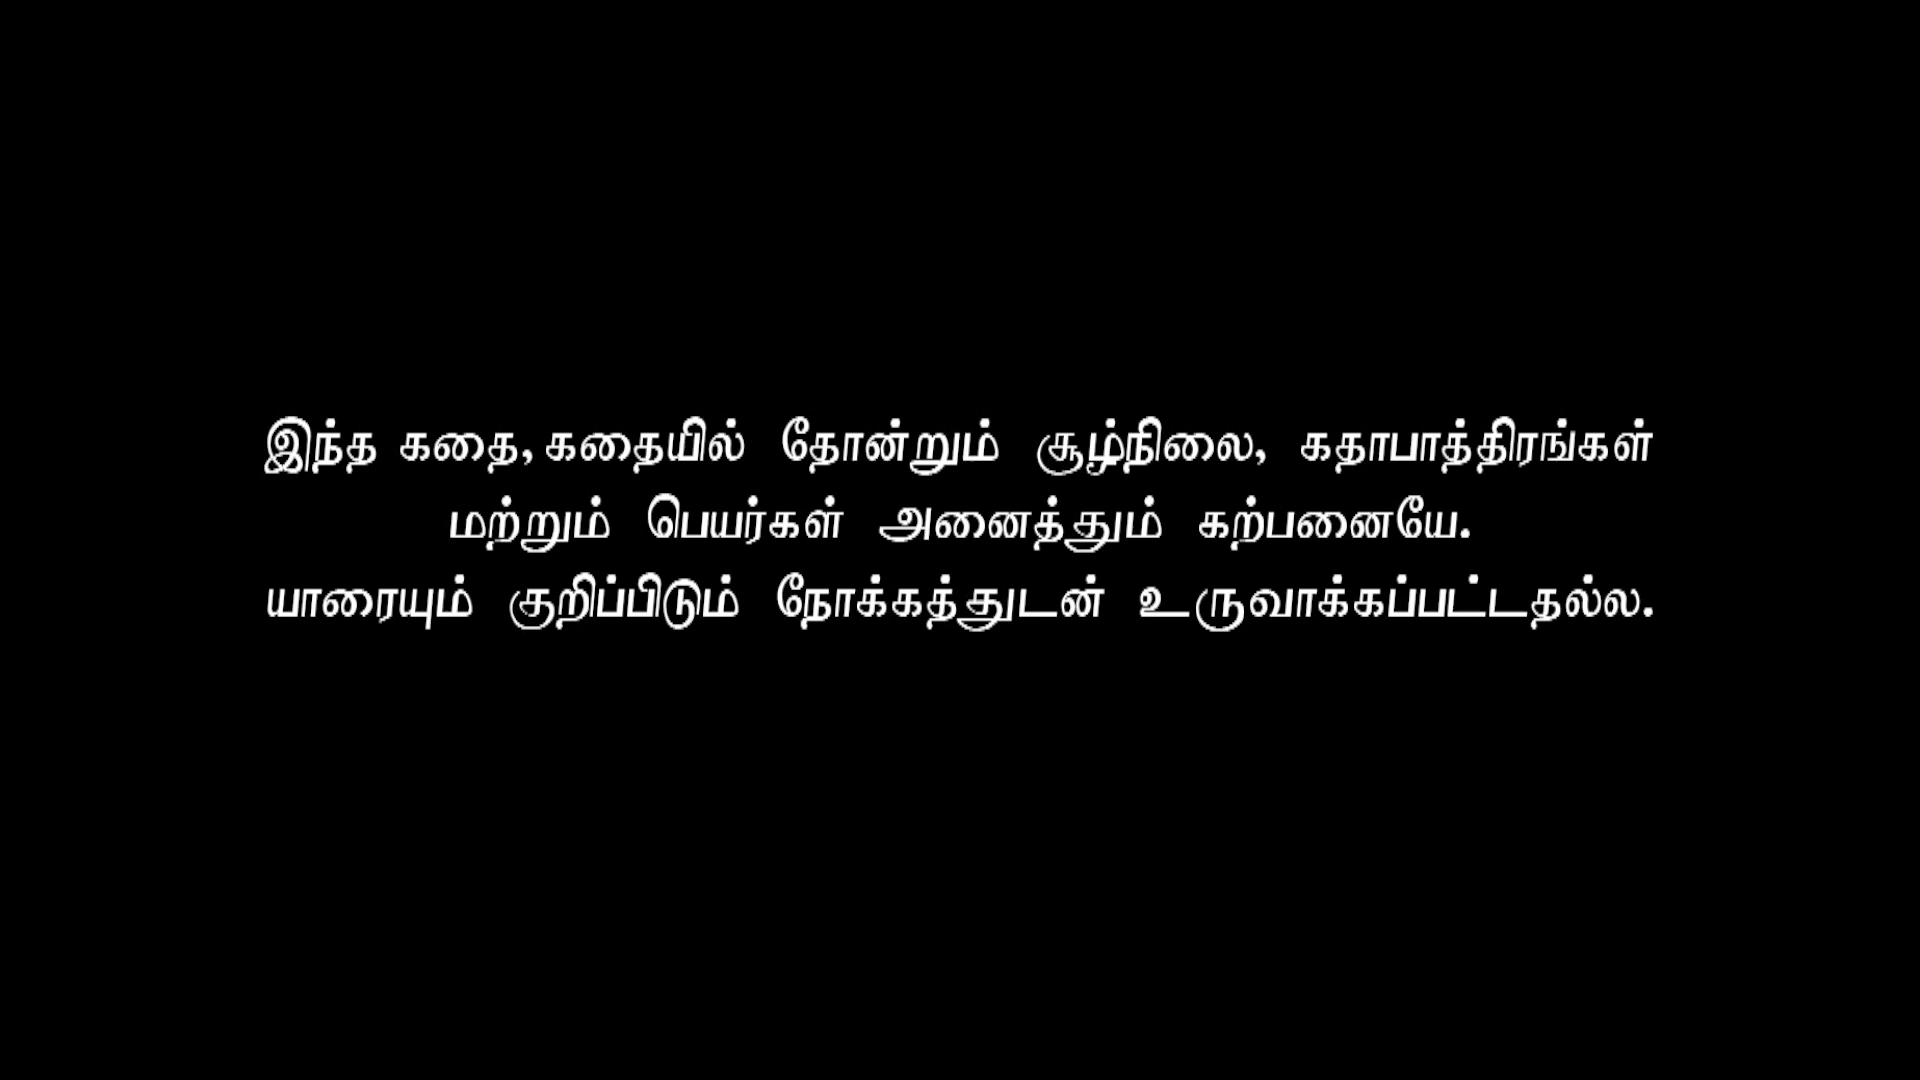 இந்த கதை, கதையில் தோன்றும் சூழ்நிலை, கதாபாத்திரங்கள்
மற்றும் பெயர்கள் அனைத்தும் கற்பனையே.
யாரையும் குறிப்பிடும் நோக்கத்துடன் உருவாக்கப்பட்டதல்ல.